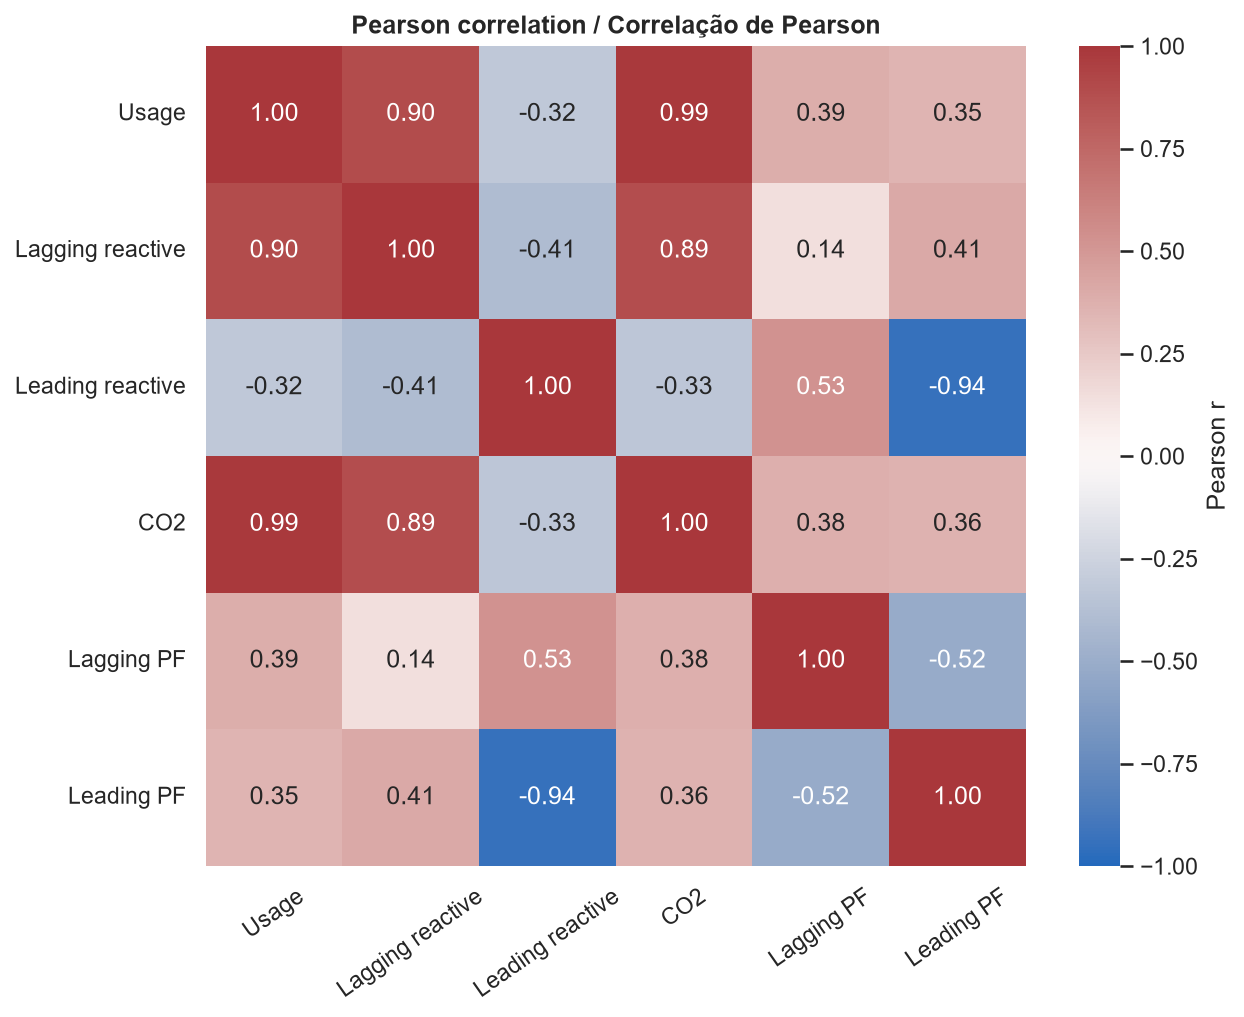 Pearson correlation / Correlação de Pearson
Usage 1.00 0.90 -0.32 0.99 0.39 0.35
Lagging reactive 0.90 1.00 -0.41 0.89 0.14 0.41
Leading reactive -0.32 -0.41 1.00 -0.33 0.53 -0.94
CO2 0.99 0.89 -0.33 1.00 0.38 0.36
Lagging PF 0.39 0.14 0.53 0.38 1.00 -0.52
Leading PF 0.35 0.41 -0.94 0.36 -0.52 1.00
Usage Lagging reactive Leading reactive CO2 Lagging PF Leading PF
1.00
0.75
0.50
0.25
0.00
−0.25
−0.50
−0.75
−1.00
Pearson r